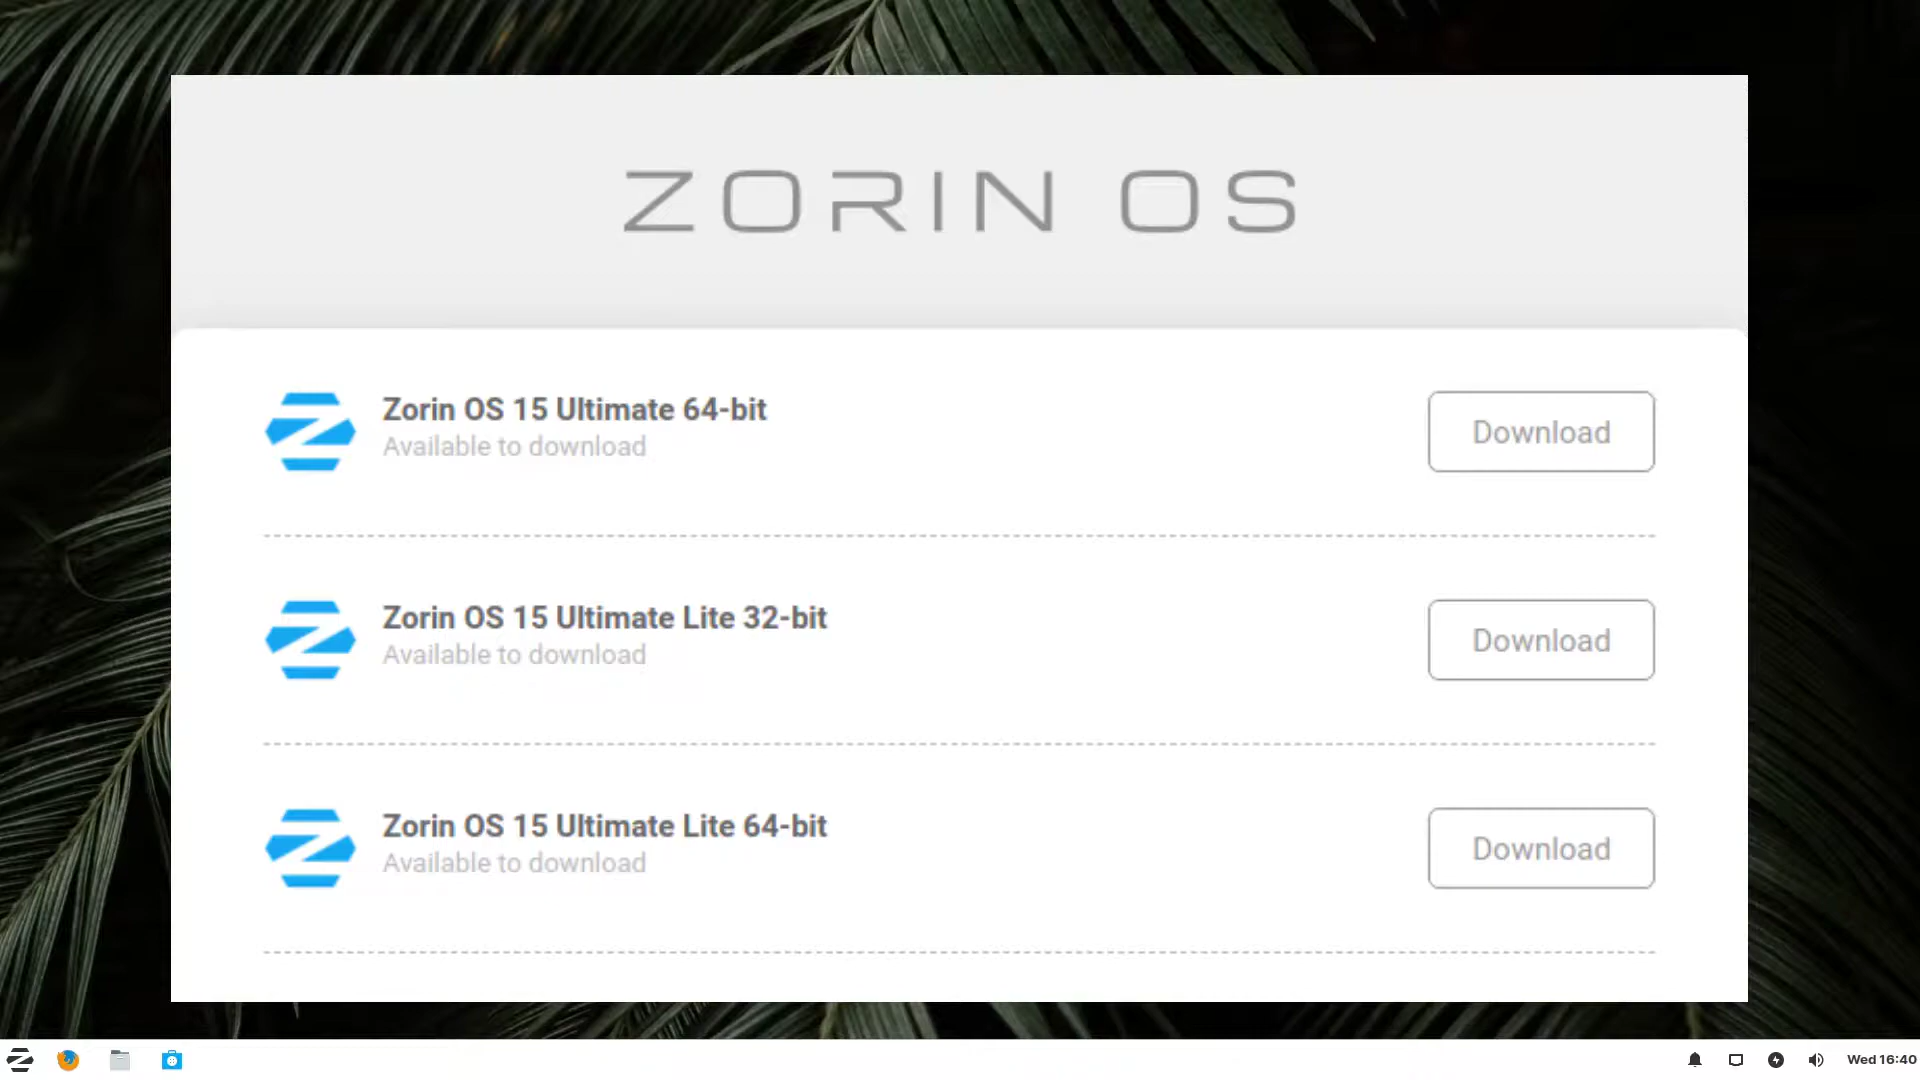 ZORIN OS
Zorin OS 15 Ultimate 64-bit
Available to download
Download
Zorin OS 15 Ultimate Lite 32-bit
Available to download
Download
Zorin OS 15 Ultimate Lite 64-bit
Available to download
Download
Wed 16:40